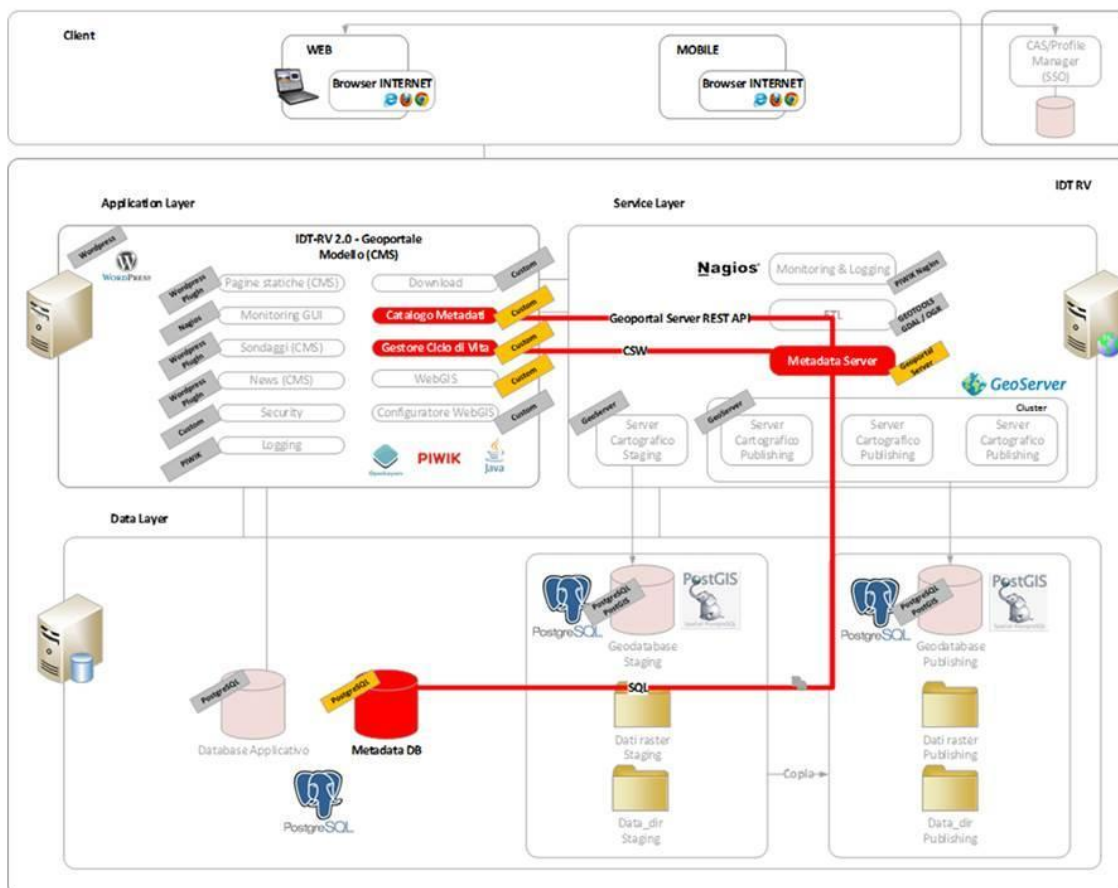 Client
WEB
Browser INTERNET
MOBILE
Browser INTERNET
CAS/Profile
Manager
(SSO)
IDT RV
Application Layer
Service Layer
Wordpress
WORDPRESS
IDT-RV 2.0 - Geoportale
Modello (CMS)
Wordpress
Plugin
Pagine statiche (CMS)
Download
Custom
Nagios
Monitoring GUI
Catalogo Metadati
Custom
Wordpress
Plugin
Sondaggi (CMS)
Gestore Ciclo di Vita
Custom
Wordpress
Plugin
News (CMS)
WebGIS
Custom
Custom
Security
Configuratore WebGIS
Custom
PIWIK
Logging
OpenLayers
PIWIK
Java
Nagios
Monitoring & Logging
PIWIK Nagios
Geoportal Server REST API
ETL
GEOTOOLS
GDAL / OGR
CSW
Metadata Server
Geoportal
Server
GeoServer
GeoServer
GeoServer
Cluster
Server
Cartografico
Staging
Server
Cartografico
Publishing
Server
Cartografico
Publishing
Server
Cartografico
Publishing
Data Layer
PostgreSQL
PostgreSQL
PostGIS
PostGIS
Spatial PostgreSQL
Geodatabase
Staging
PostgreSQL
PostgreSQL
PostGIS
PostGIS
Spatial PostgreSQL
Geodatabase
Publishing
PostgreSQL
Database Applicativo
PostgreSQL
Metadata DB
SQL
PostgreSQL
Dati raster
Staging
Dati raster
Publishing
Copia
Data_dir
Staging
Data_dir
Publishing